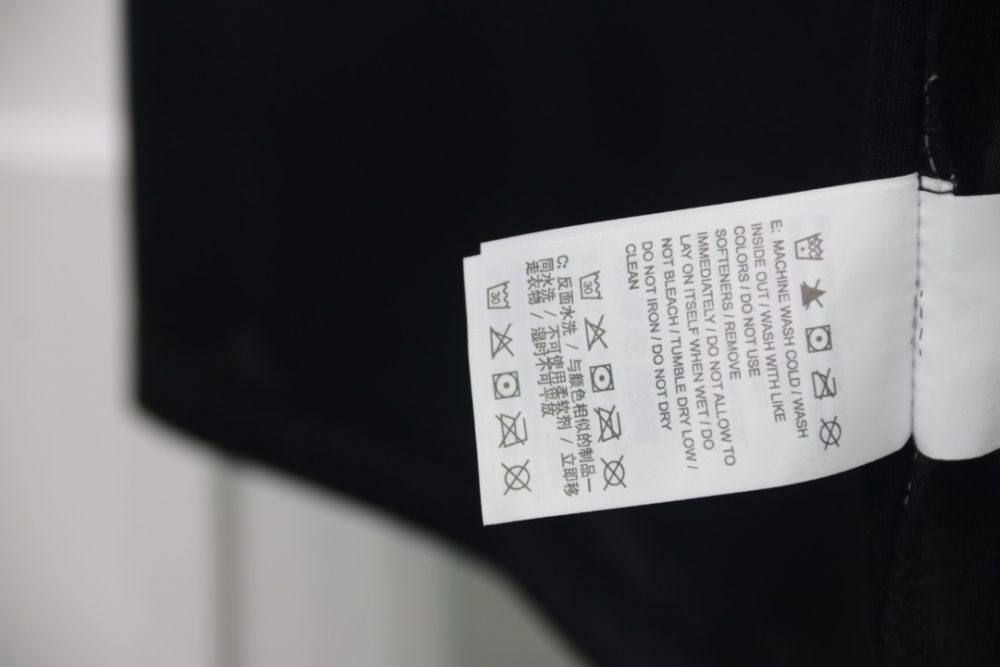 E: MACHINE WASH COLD / WASH
INSIDE OUT / WASH WITH LIKE
COLORS / DO NOT USE
SOFTENERS / REMOVE
IMMEDIATELY / DO NOT ALLOW TO
LAY ON ITSELF WHEN WET / DO
NOT BLEACH / TUMBLE DRY LOW /
DO NOT IRON / DO NOT DRY
CLEAN
30
C: 反面水洗 / 与颜色相似的制品一
同水洗 / 不可使用柔软剂 / 立即移
走衣物 / 湿时不可平放
30